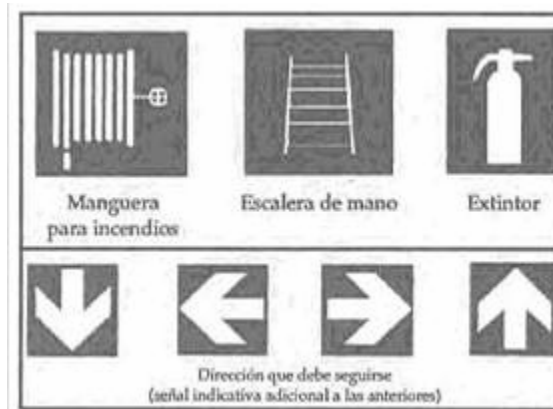 Manguera
para incendios
Escalera de mano
Extintor
Dirección que debe seguirse
(señal indicativa adicional a las anteriores)